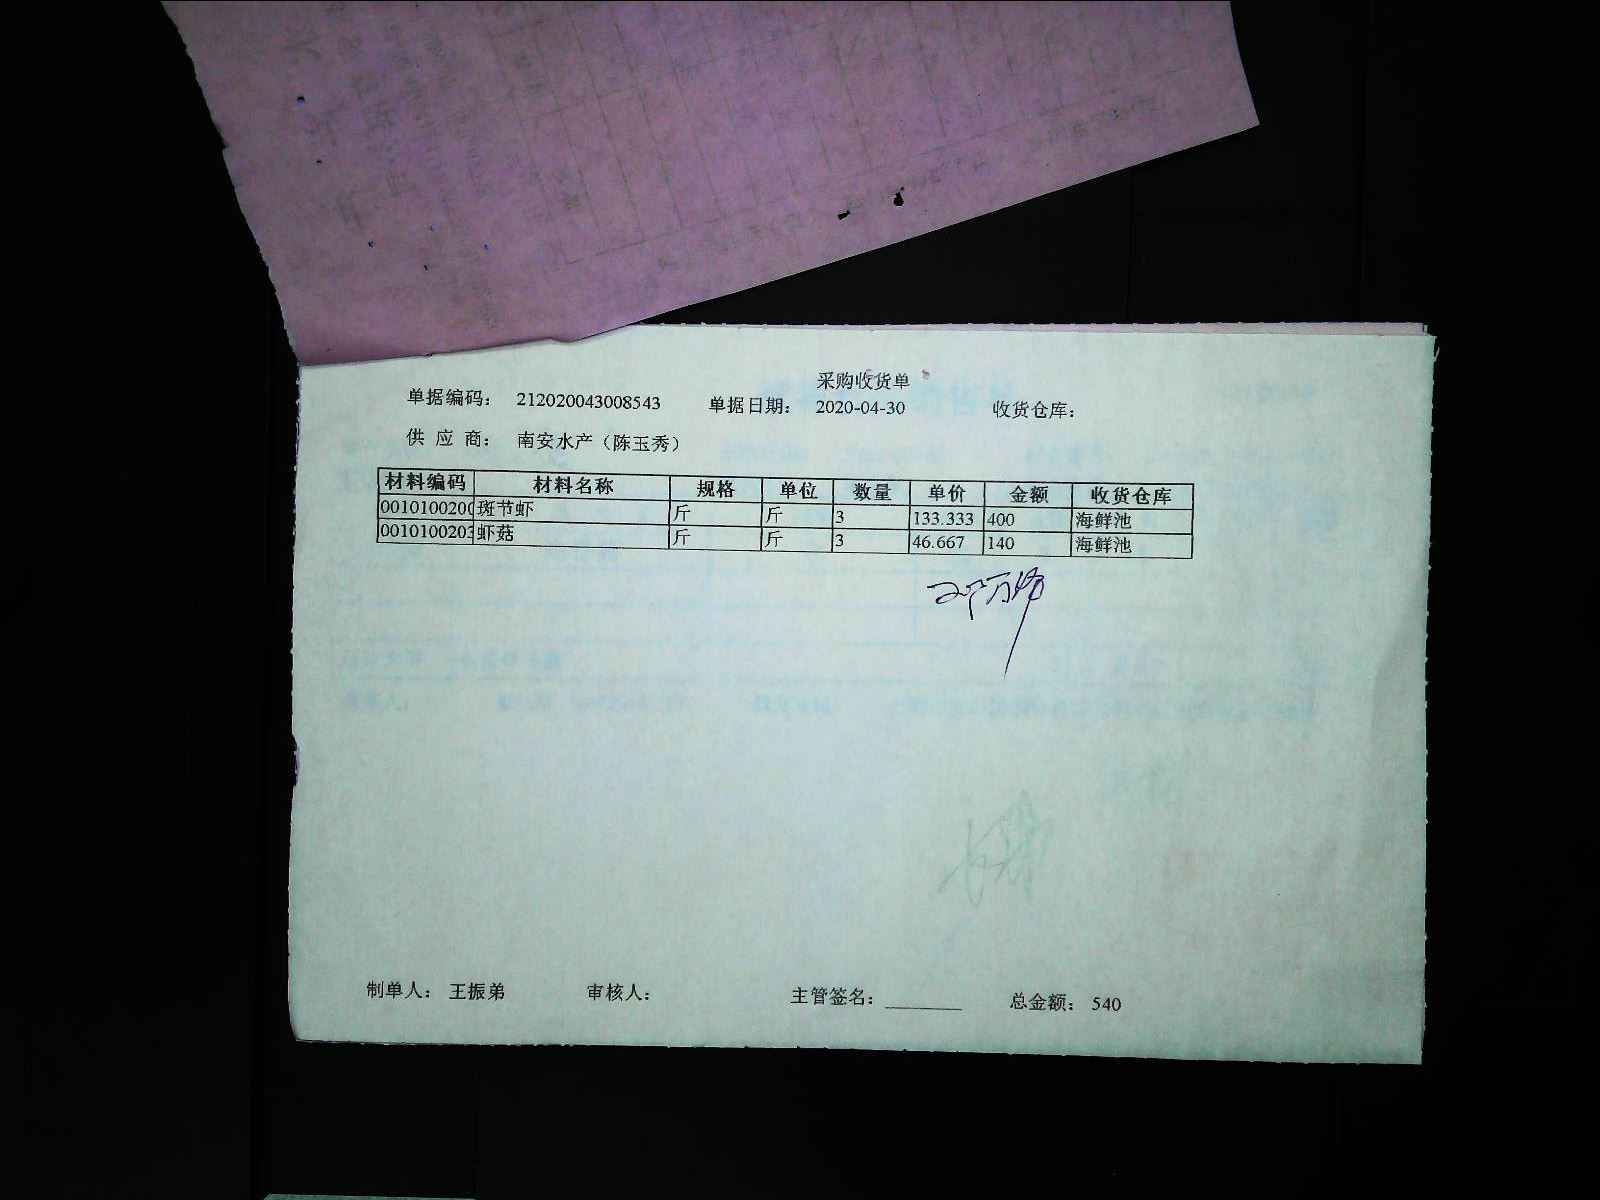 采购收货单
单据编码： 212020043008543 单据日期： 2020-04-30 收货仓库：
供 应 商： 南安水产（陈玉秀）
材料编码 材料名称 规格 单位 数量 单价 金额 收货仓库
0010100200 斑节虾 斤 斤 3 133.333 400 海鲜池
0010100203 虾菇 斤 斤 3 46.667 140 海鲜池
制单人： 王振弟 审核人： 主管签名： 总金额： 540